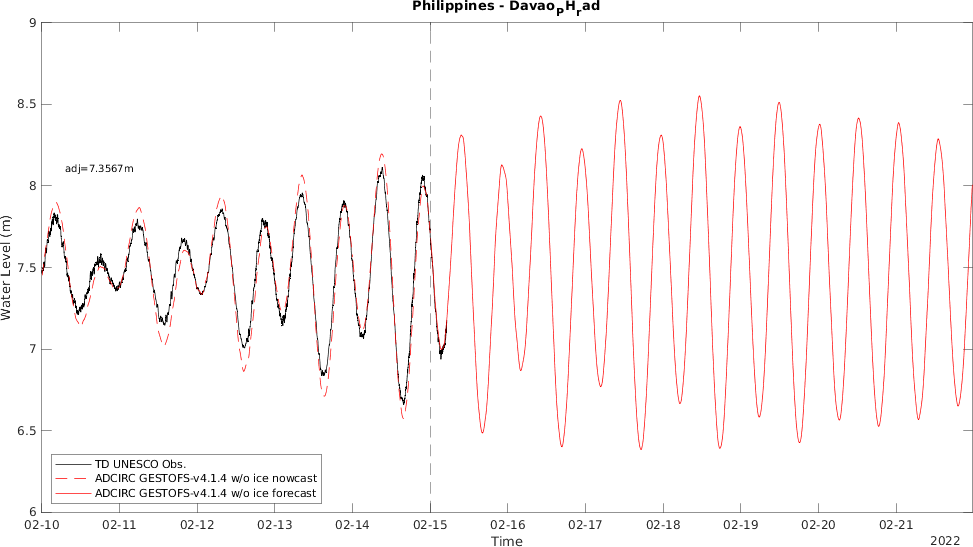 Philippines - DavaopHrad
9
8.5
8
7.5
7
6.5
6
Water Level (m)
adj=7.3567m
TD UNESCO Obs.
ADCIRC GESTOFS-v4.1.4 w/o ice nowcast
ADCIRC GESTOFS-v4.1.4 w/o ice forecast
02-10 02-11 02-12 02-13 02-14 02-15 02-16 02-17 02-18 02-19 02-20 02-21
Time
2022